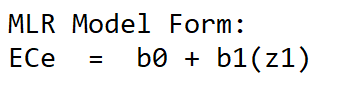 MLR Model Form:
ECe  =  b0 + b1(z1)